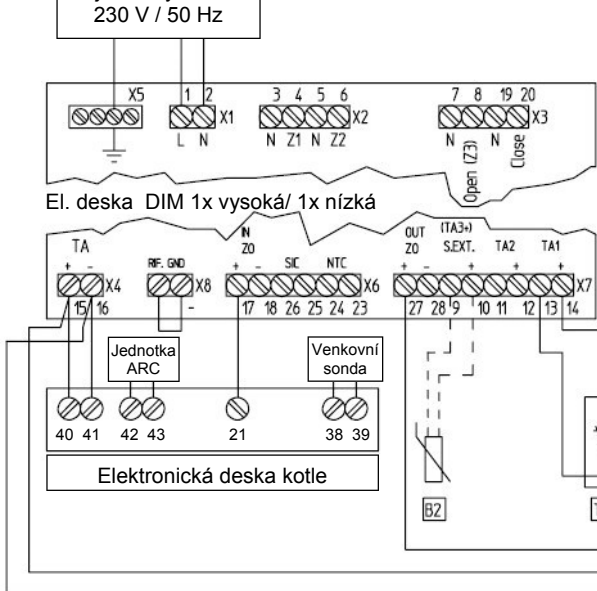 230 V / 50 Hz
X5 1 2 3 4 5 6 7 8 19 20
X1 X2 X3
L N N Z1 N Z2 N Open (Z3) N Close
El. deska DIM 1x vysoká/ 1x nízká
TA IN OUT (TA3+)
ZO ZO S.EXT. TA2 TA1
+ - RIF. GND + - SIC NTC + - + + +
X4 X8 X6 X7
15 16 - 17 18 26 25 24 23 27 28 9 10 11 12 13 14
Jednotka
ARC
Venkovní
sonda
40 41 42 43 21 38 39
Elektronická deska kotle
B2